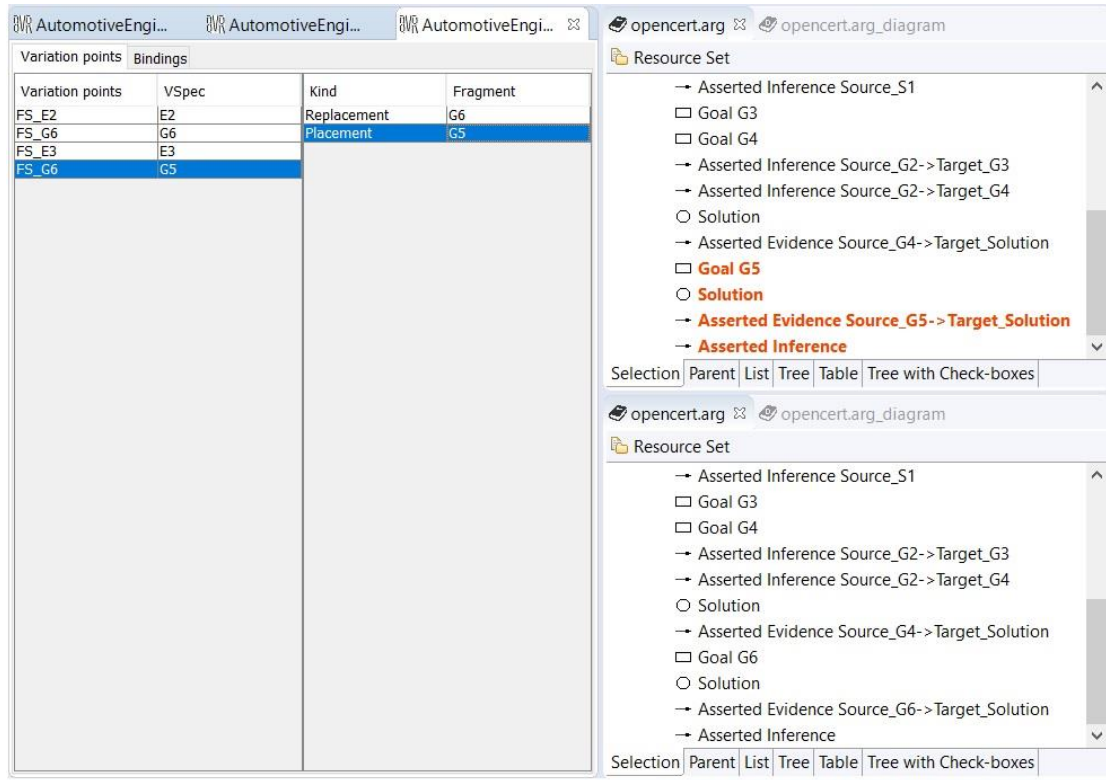 BVR AutomotiveEngi... BVR AutomotiveEngi... BVR AutomotiveEngi...
Variation points Bindings
Variation points VSpec Kind Fragment
FS_E2 E2 Replacement G6
FS_G6 G6 Placement G5
FS_E3 E3
FS_G6 G5
opencert.arg opencert.arg_diagram
Resource Set
Asserted Inference Source_S1
Goal G3
Goal G4
Asserted Inference Source_G2->Target_G3
Asserted Inference Source_G2->Target_G4
Solution
Asserted Evidence Source_G4->Target_Solution
Goal G5
Solution
Asserted Evidence Source_G5->Target_Solution
Asserted Inference
Selection Parent List Tree Table Tree with Check-boxes
opencert.arg opencert.arg_diagram
Resource Set
Asserted Inference Source_S1
Goal G3
Goal G4
Asserted Inference Source_G2->Target_G3
Asserted Inference Source_G2->Target_G4
Solution
Asserted Evidence Source_G4->Target_Solution
Goal G6
Solution
Asserted Evidence Source_G6->Target_Solution
Asserted Inference
Selection Parent List Tree Table Tree with Check-boxes